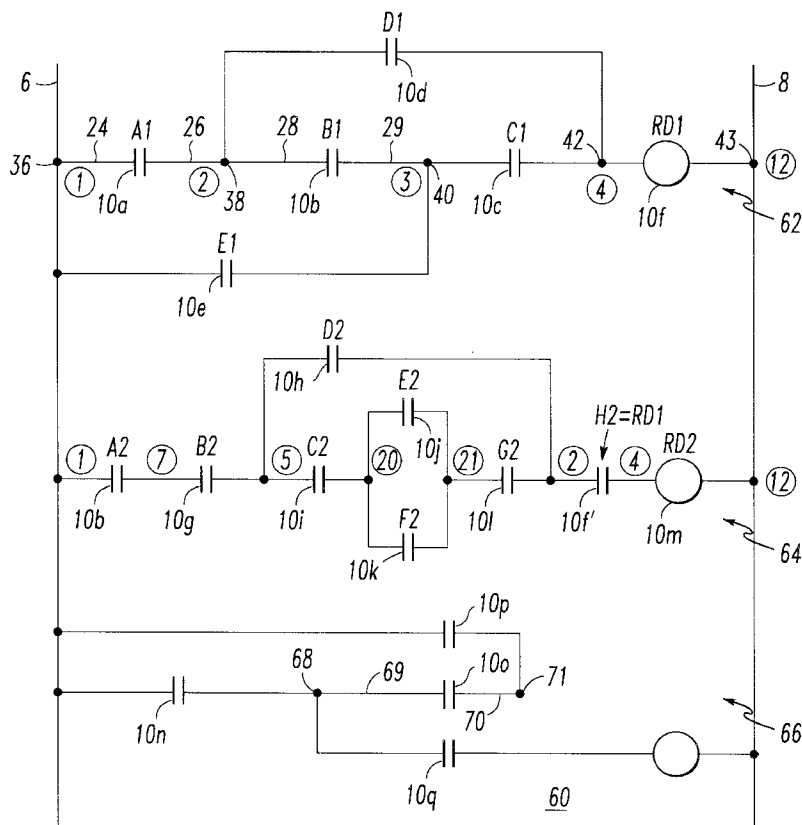 D1
6
10d
8
24
A1
26
28
B1
29
C1
42
RD1
43
36
1
10a
2
38
10b
3
40
10c
4
10f
12
62
E1
10e
D2
10h
E2
H2=RD1
1
A2
7
B2
5
C2
20
10j
21
G2
2
4
RD2
12
10b
10g
10i
F2
10l
10f'
10m
10k
64
10p
68
69
10o
71
10n
70
66
10q
60